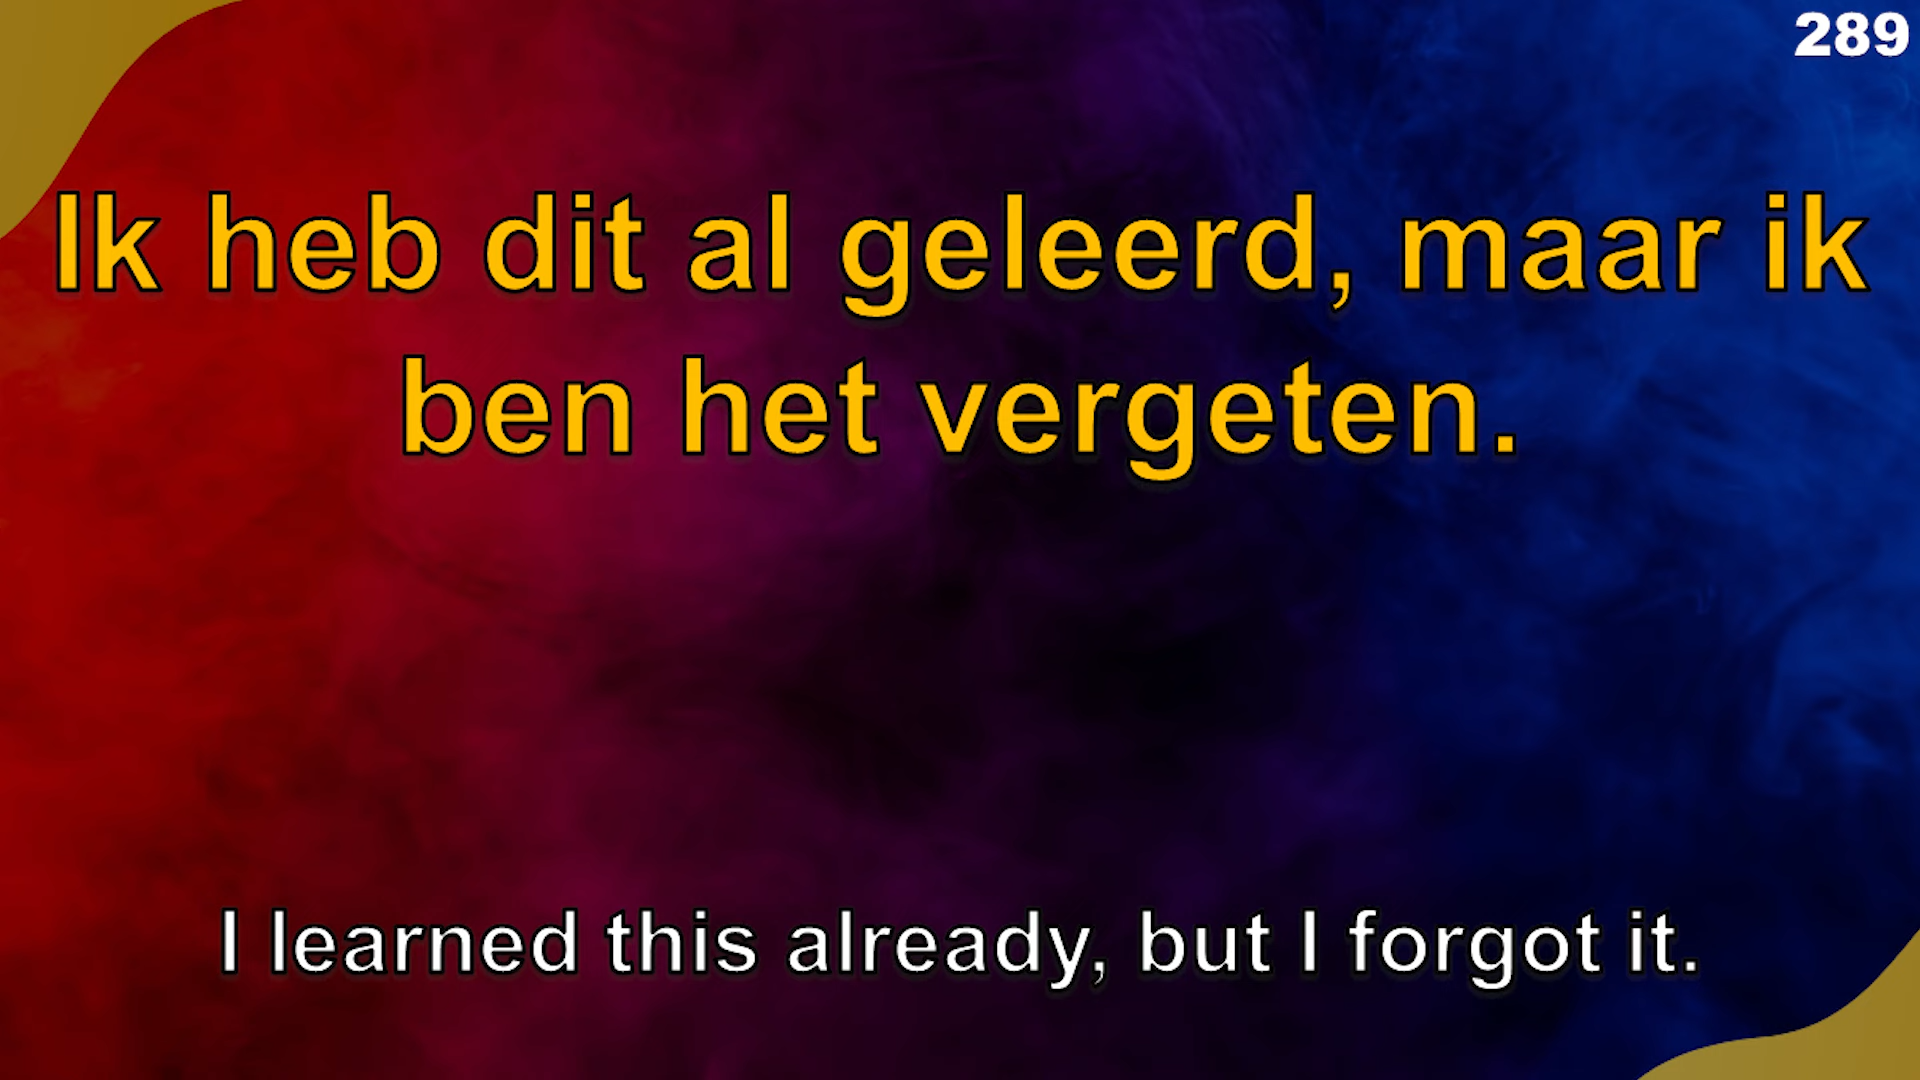 289
Ik heb dit al geleerd, maar ik
ben het vergeten.
I learned this already, but I forgot it.